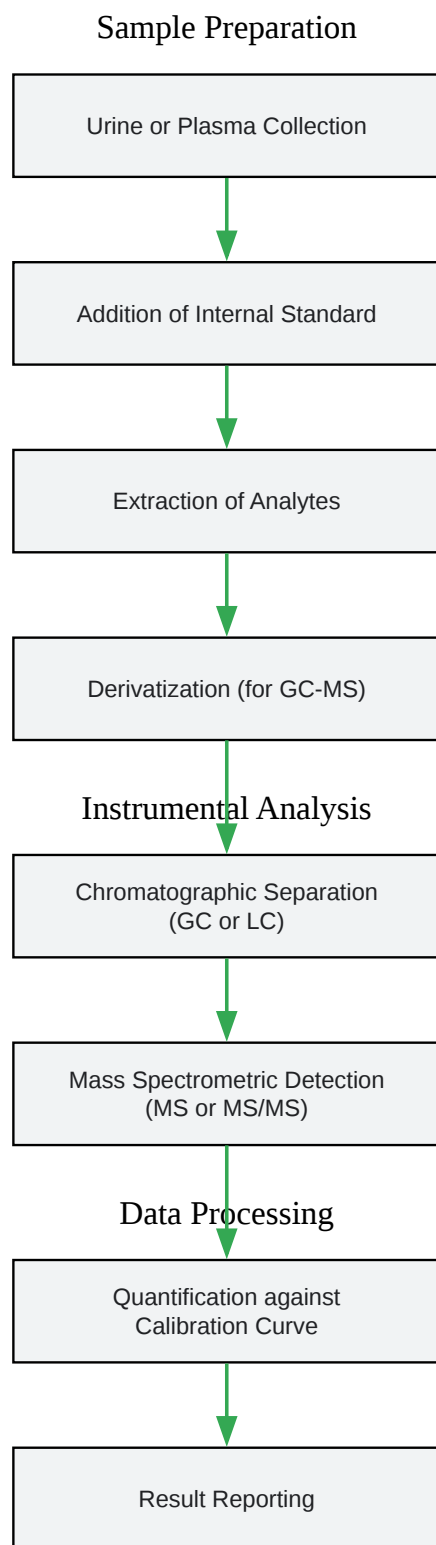 Sample Preparation
Urine or Plasma Collection
Addition of Internal Standard
Extraction of Analytes
Derivatization (for GC-MS)
Instrumental Analysis
Chromatographic Separation
(GC or LC)
Mass Spectrometric Detection
(MS or MS/MS)
Data Processing
Quantification against
Calibration Curve
Result Reporting